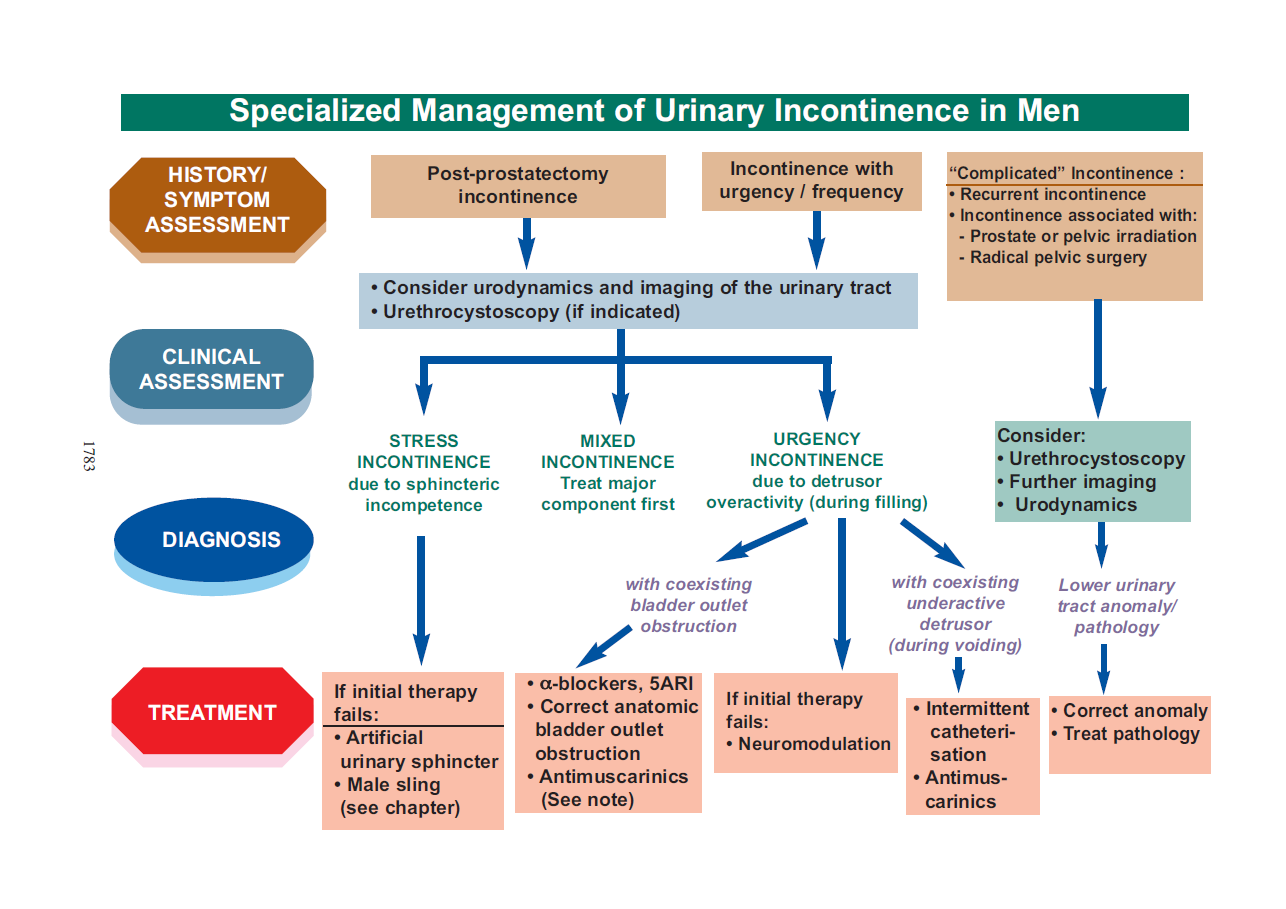 Specialized Management of Urinary Incontinence in Men
HISTORY/
SYMPTOM
ASSESSMENT
Post-prostatectomy
incontinence
Incontinence with
urgency / frequency
“Complicated” Incontinence :
• Recurrent incontinence
• Incontinence associated with:
- Prostate or pelvic irradiation
- Radical pelvic surgery
• Consider urodynamics and imaging of the urinary tract
• Urethrocystoscopy (if indicated)
CLINICAL
ASSESSMENT
1783
STRESS
INCONTINENCE
due to sphincteric
incompetence
MIXED
INCONTINENCE
Treat major
component first
URGENCY
INCONTINENCE
due to detrusor
overactivity (during filling)
Consider:
• Urethrocystoscopy
• Further imaging
• Urodynamics
DIAGNOSIS
with coexisting
bladder outlet
obstruction
with coexisting
underactive
detrusor
(during voiding)
Lower urinary
tract anomaly/
pathology
TREATMENT
If initial therapy
fails:
• Artificial
urinary sphincter
• Male sling
(see chapter)
• α-blockers, 5ARI
• Correct anatomic
bladder outlet
obstruction
• Antimuscarinics
(See note)
If initial therapy
fails:
• Neuromodulation
• Intermittent
catheteri-
sation
• Antimus-
carinics
• Correct anomaly
• Treat pathology